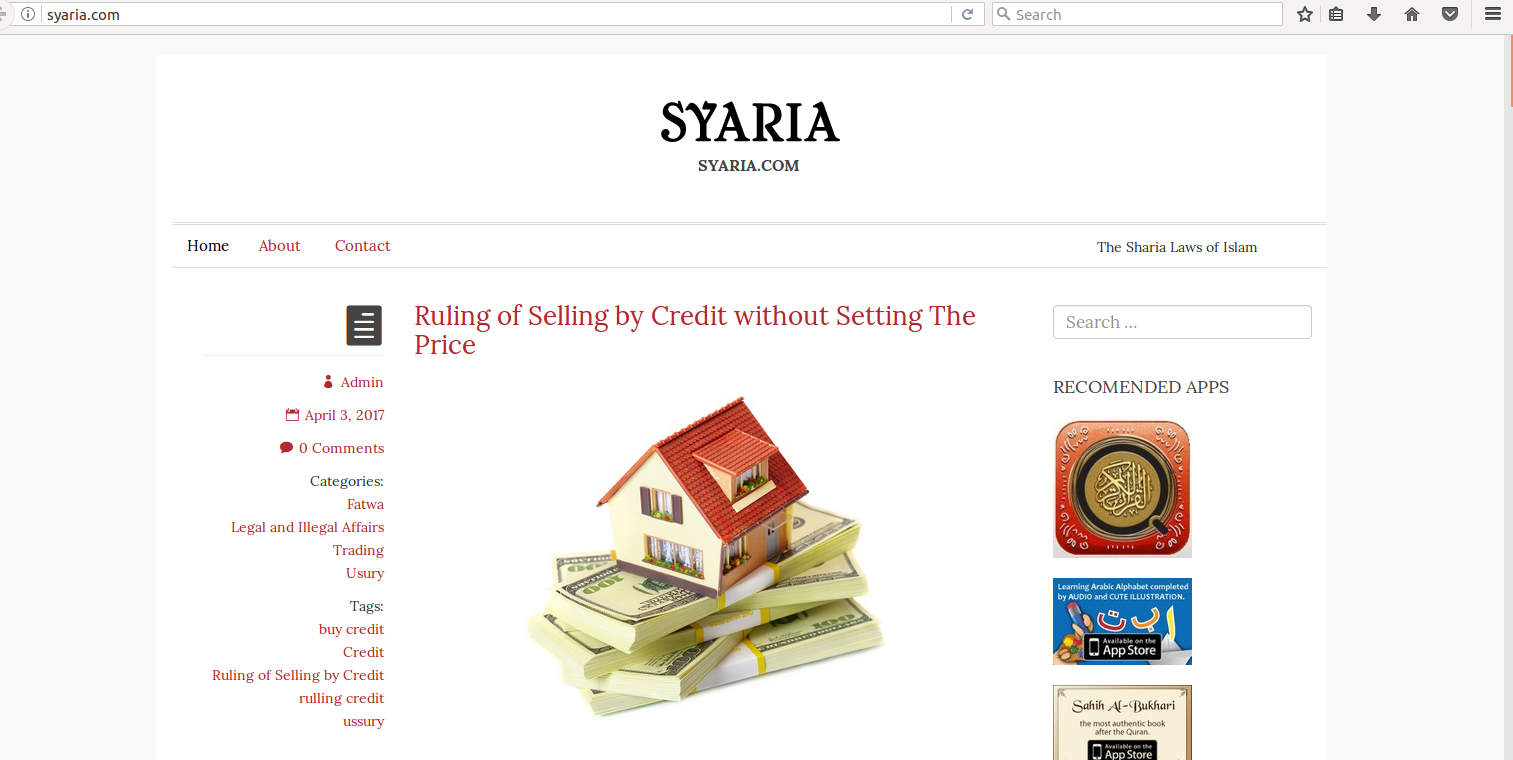 syaria.com
Search
SYARIA
SYARIA.COM
Home About Contact
The Sharia Laws of Islam
Admin
April 3, 2017
0 Comments
Categories:
Fatwa
Legal and Illegal Affairs
Trading
Usury
Tags:
buy credit
Credit
Ruling of Selling by Credit
rulling credit
ussury
Ruling of Selling by Credit without Setting The
Price
100
100
100
Search ...
RECOMENDED APPS
Learning Arabic Alphabet completed
by AUDIO and CUTE ILLUSTRATION.
ا ب ت
Available on the
App Store
Sahih Al-Bukhari
the most authentic book
after the Quran.
Available on the
App Store